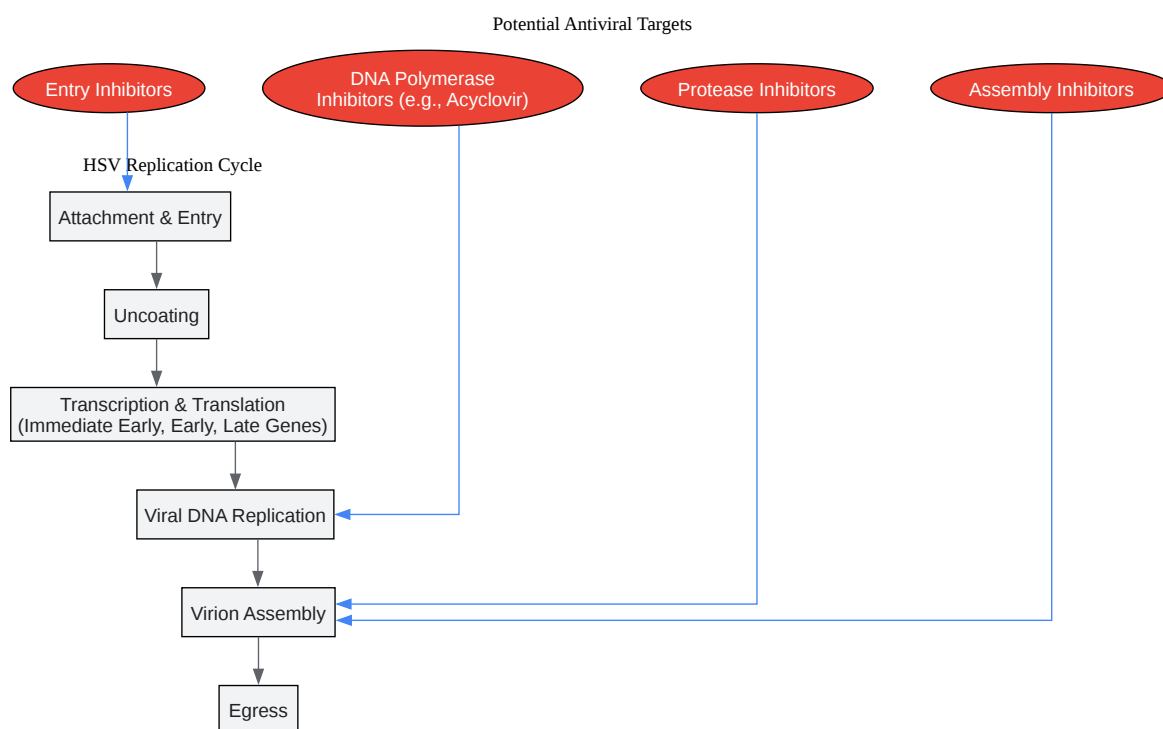 Potential Antiviral Targets
Entry Inhibitors
DNA Polymerase
Inhibitors (e.g., Acyclovir)
Protease Inhibitors
Assembly Inhibitors
HSV Replication Cycle
Attachment & Entry
Uncoating
Transcription & Translation
(Immediate Early, Early, Late Genes)
Viral DNA Replication
Virion Assembly
Egress